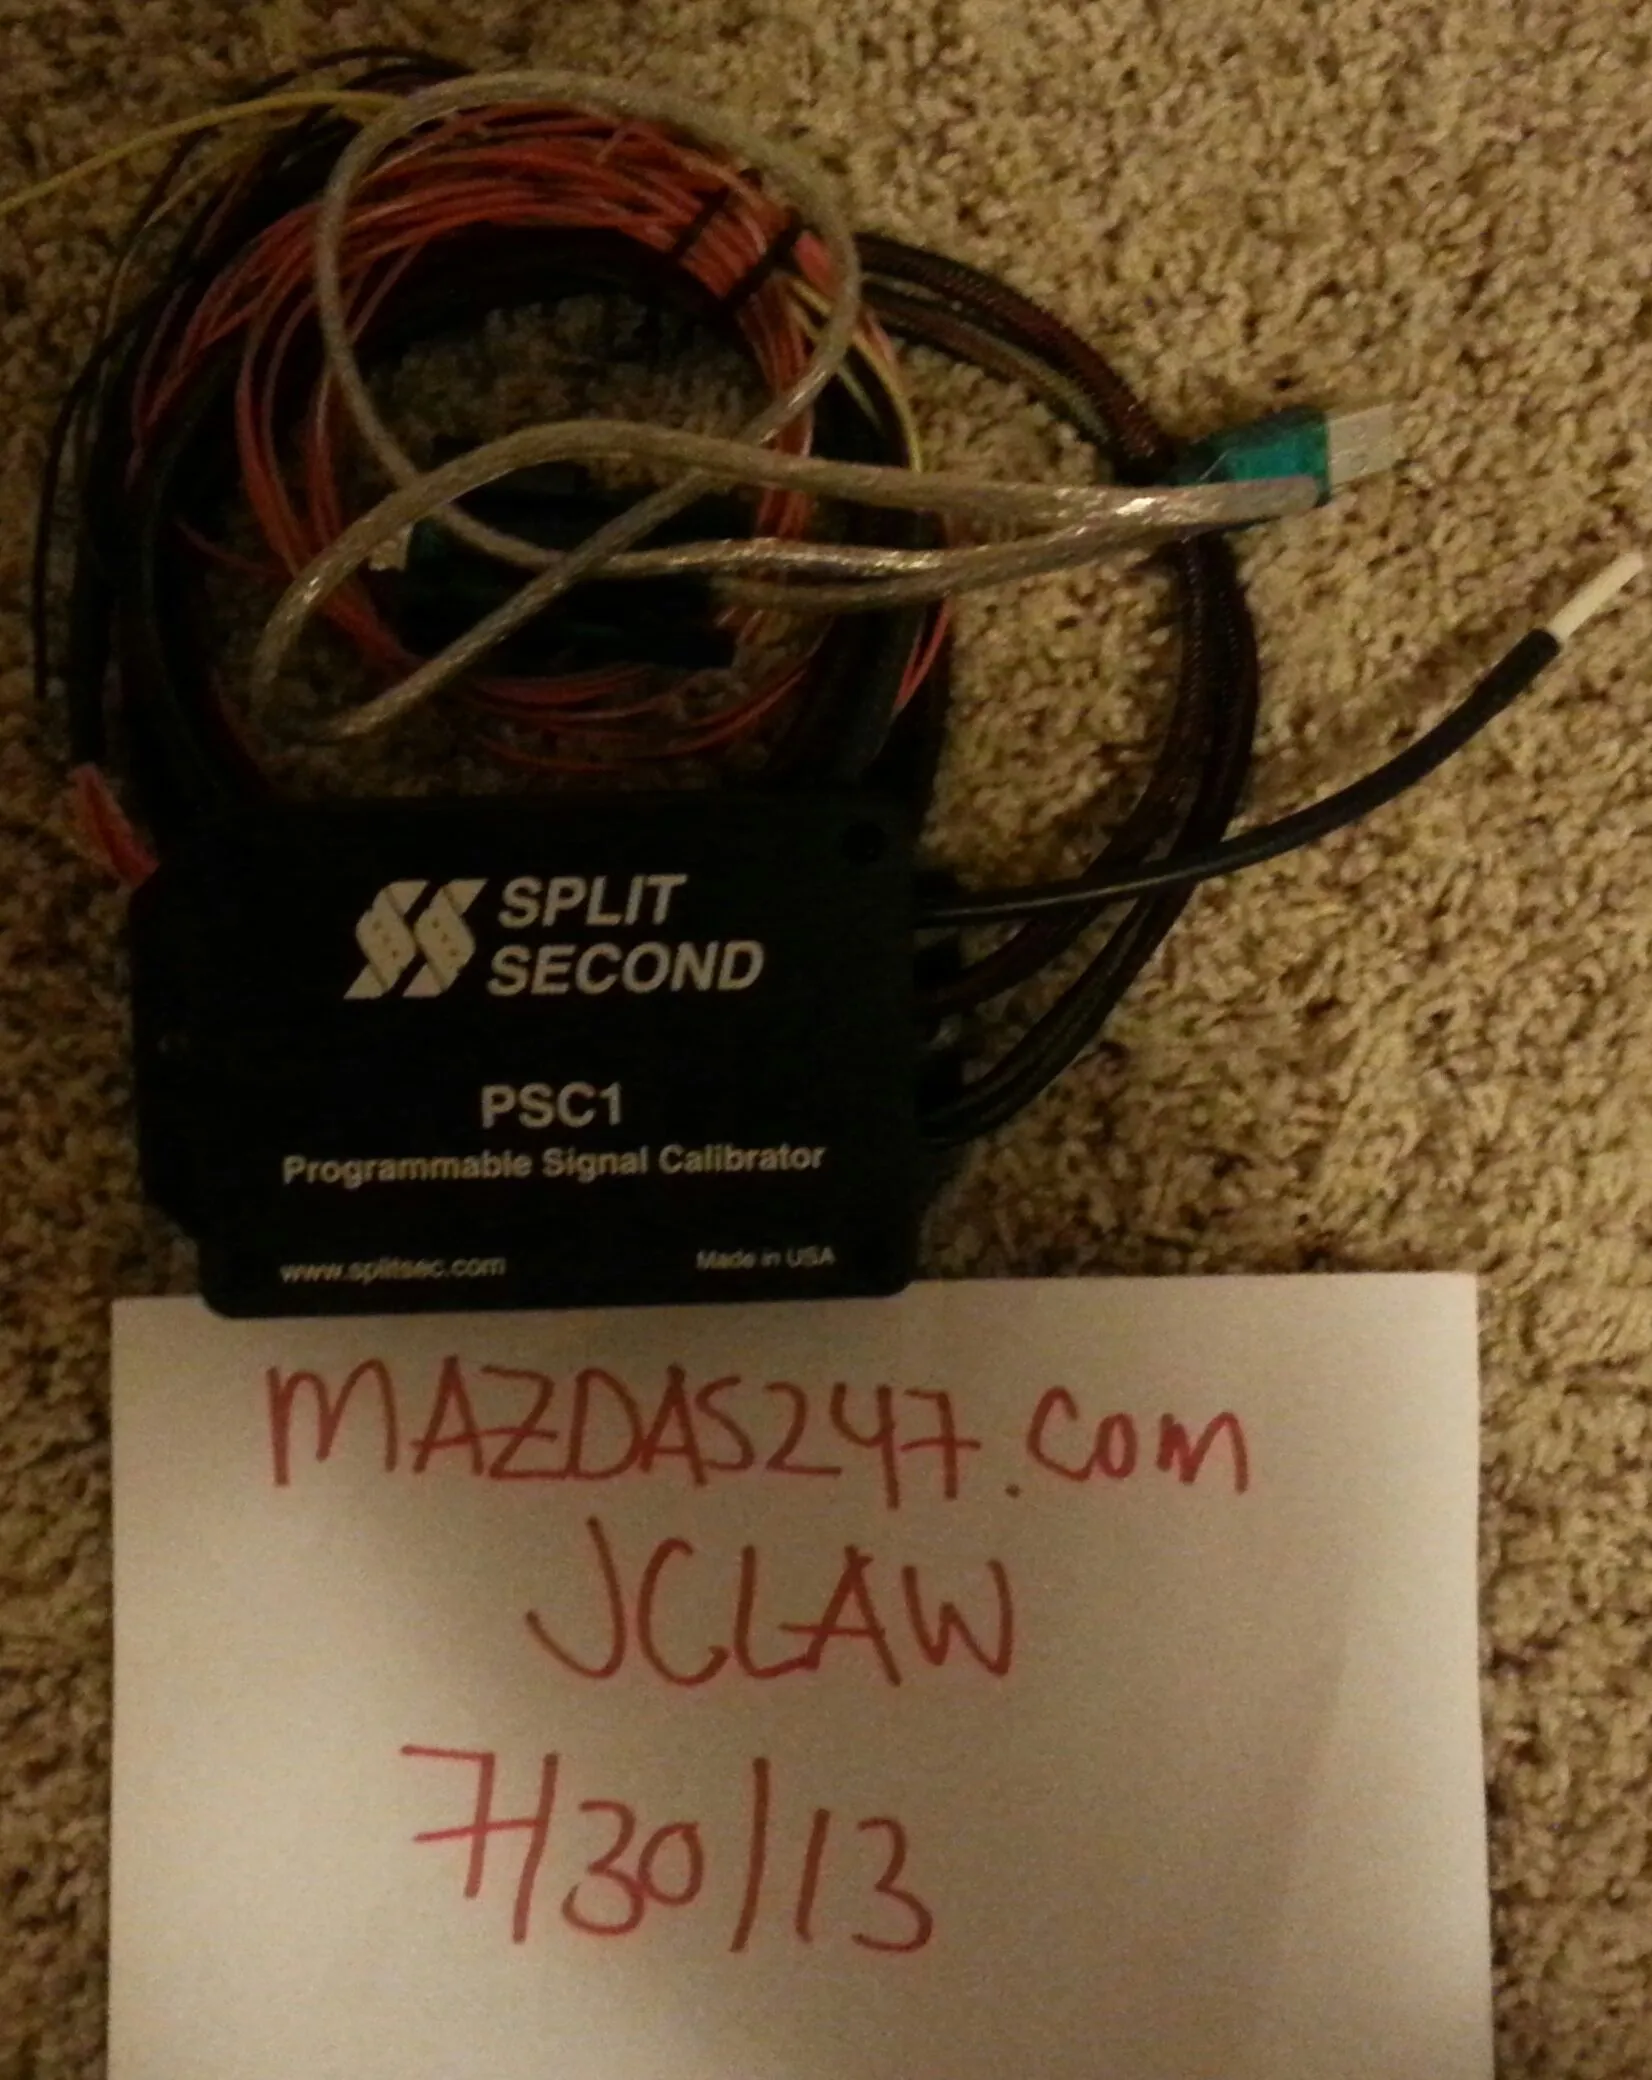 SPLIT
SECOND
PSC1
Programmable Signal Calibrator
www.splitsec.com
Made in USA
MAZDAS247.com
JCLAW
7/30/13